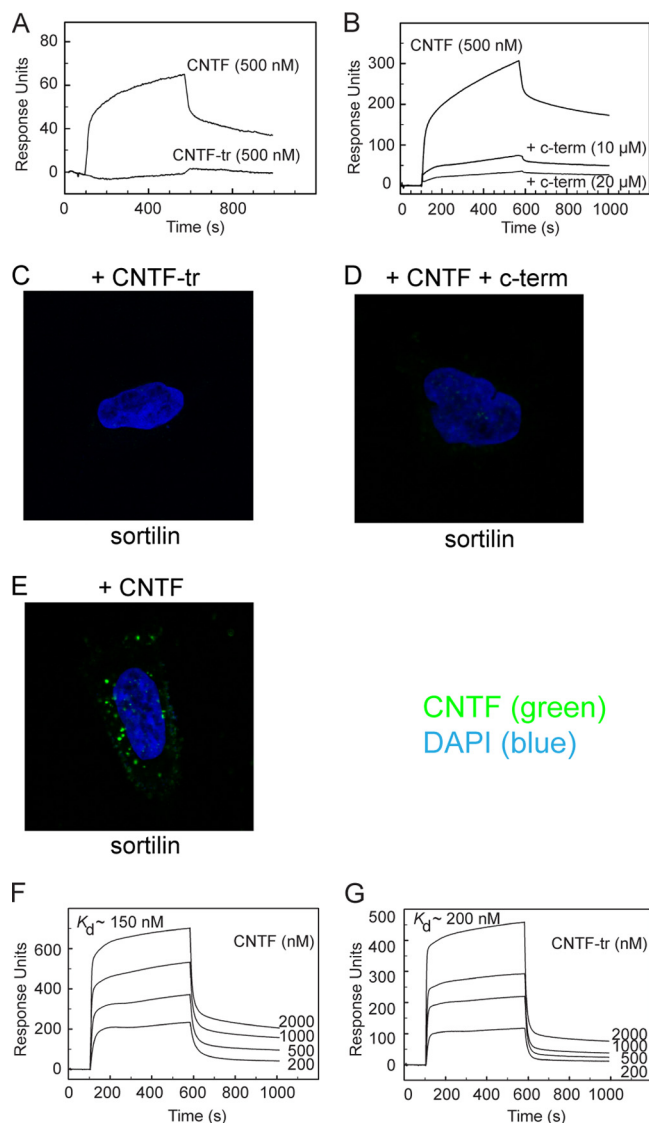 A
Response Units
80
60
40
20
0
CNTF (500 nM)
CNTF-tr (500 nM)
0 400 800
Time (s)
B
Response Units
300
200
100
0
CNTF (500 nM)
+ c-term (10 µM)
+ c-term (20 µM)
0 200 400 600 800 1000
Time (s)
C
+ CNTF-tr
sortilin
D
+ CNTF + c-term
sortilin
E
+ CNTF
sortilin
CNTF (green)
DAPI (blue)
F
Response Units
600
400
200
0
Kd~ 150 nM
CNTF (nM)
2000
1000
500
200
0 200 400 600 800 1000
Time (s)
G
Response Units
500
400
300
200
100
0
Kd~ 200 nM
CNTF-tr (nM)
2000
1000
500
200
0 200 400 600 800 1000
Time (s)